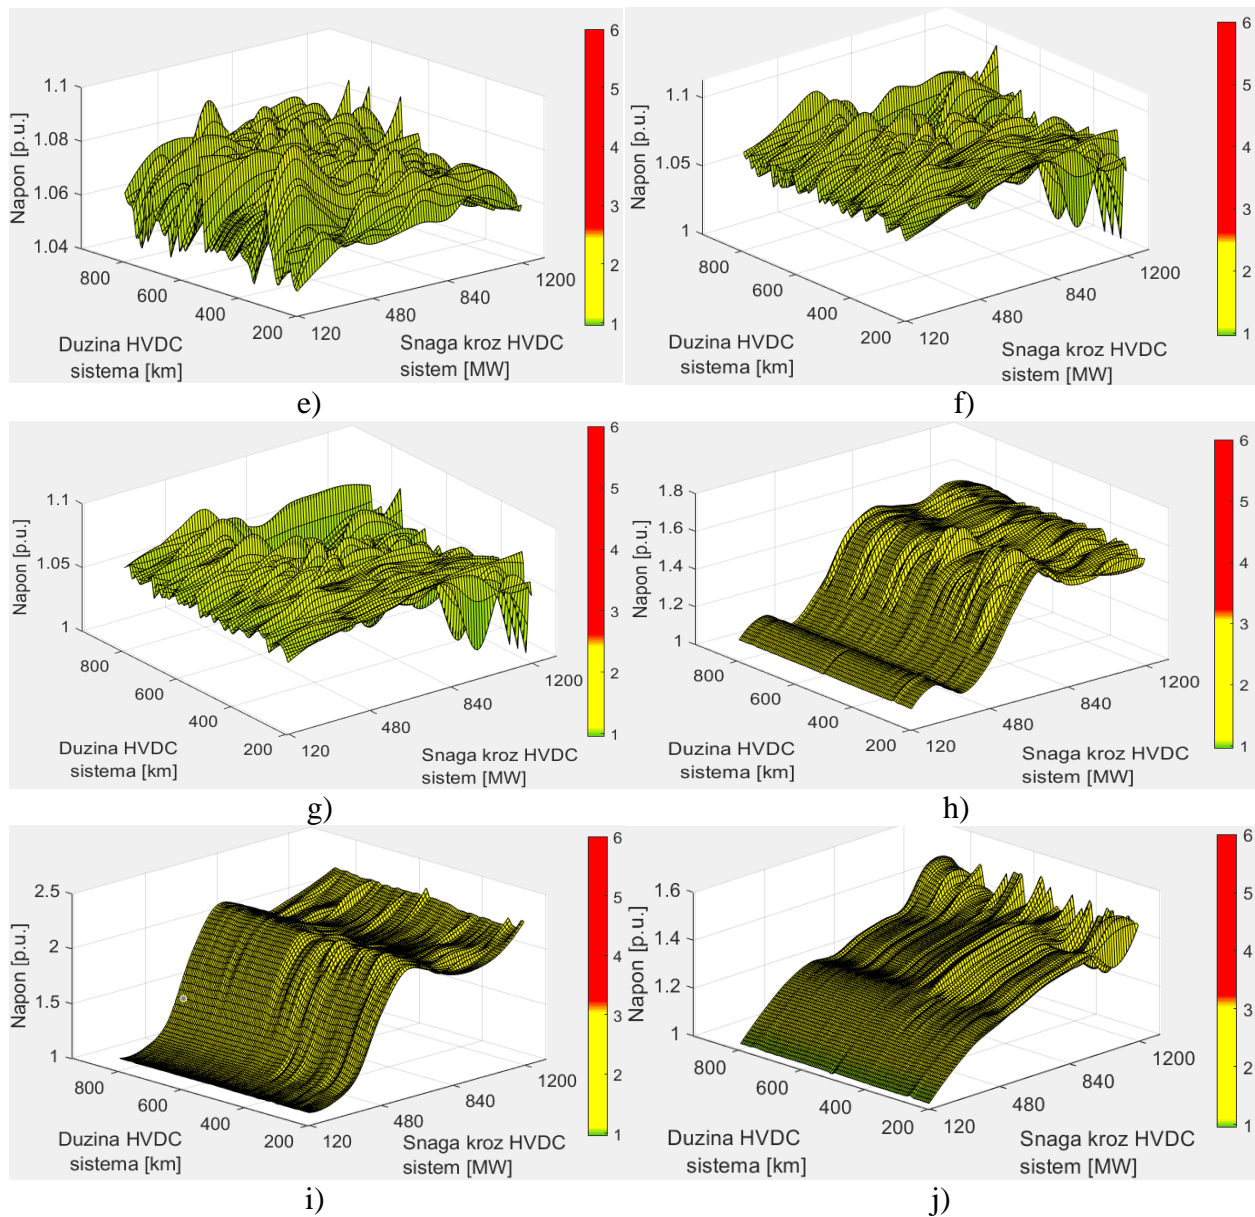 1.1
1.08
1.06
1.04
Napon [p.u.]
800
600
400
200
120
480
840
1200
Duzina HVDC
sistema [km]
Snaga kroz HVDC
sistem [MW]
6
5
4
3
2
1
e)
1.1
1.05
1
Napon [p.u.]
800
600
400
200
120
480
840
1200
Duzina HVDC
sistema [km]
Snaga kroz HVDC
sistem [MW]
6
5
4
3
2
1
f)
1.1
1.05
1
Napon [p.u.]
800
600
400
200
120
480
840
1200
Duzina HVDC
sistema [km]
Snaga kroz HVDC
sistem [MW]
6
5
4
3
2
1
g)
1.8
1.6
1.4
1.2
1
Napon [p.u.]
800
600
400
200
120
480
840
1200
Duzina HVDC
sistema [km]
Snaga kroz HVDC
sistem [MW]
6
5
4
3
2
1
h)
2.5
2
1.5
1
Napon [p.u.]
800
600
400
200
120
480
840
1200
Duzina HVDC
sistema [km]
Snaga kroz HVDC
sistem [MW]
6
5
4
3
2
1
i)
1.6
1.4
1.2
1
Napon [p.u.]
800
600
400
200
120
480
840
1200
Duzina HVDC
sistema [km]
Snaga kroz HVDC
sistem [MW]
6
5
4
3
2
1
j)